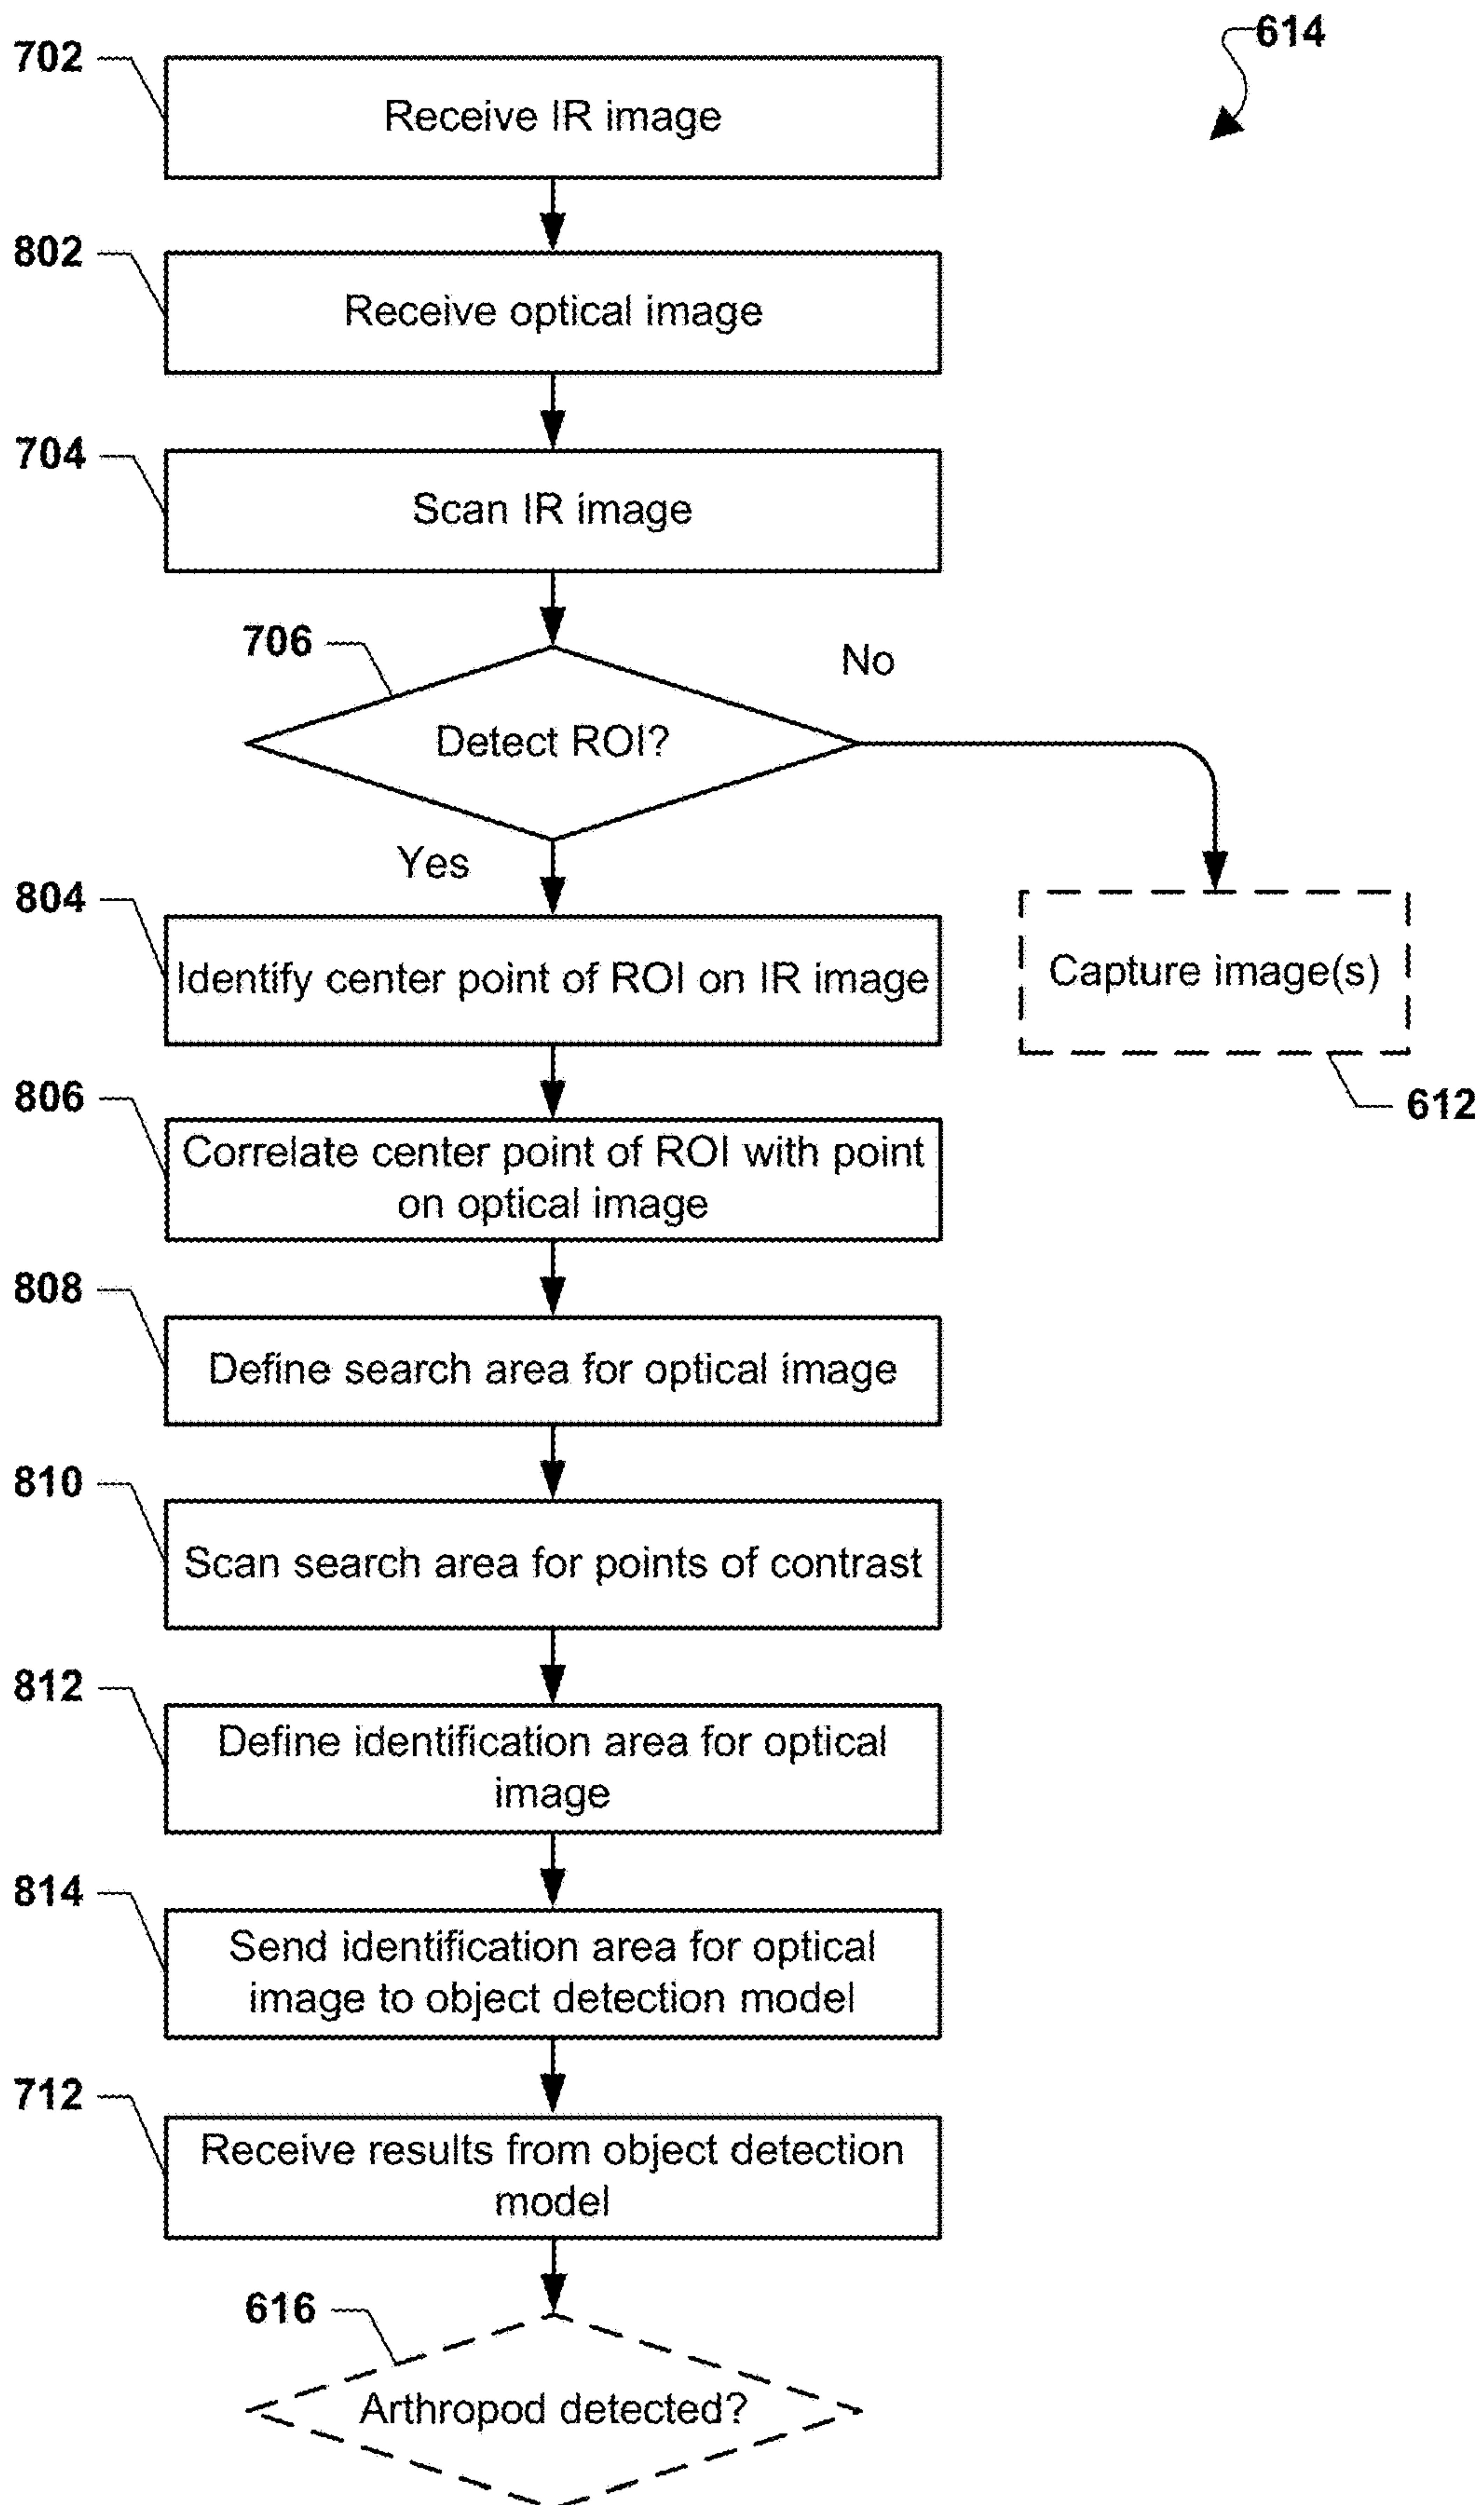 614
702
Receive IR image
802
Receive optical image
704
Scan IR image
706
Detect ROI?
No
Yes
804
Identify center point of ROI on IR image
Capture image(s)
612
806
Correlate center point of ROI with point
on optical image
808
Define search area for optical image
810
Scan search area for points of contrast
812
Define identification area for optical
image
814
Send identification area for optical
image to object detection model
712
Receive results from object detection
model
616
Arthropod detected?